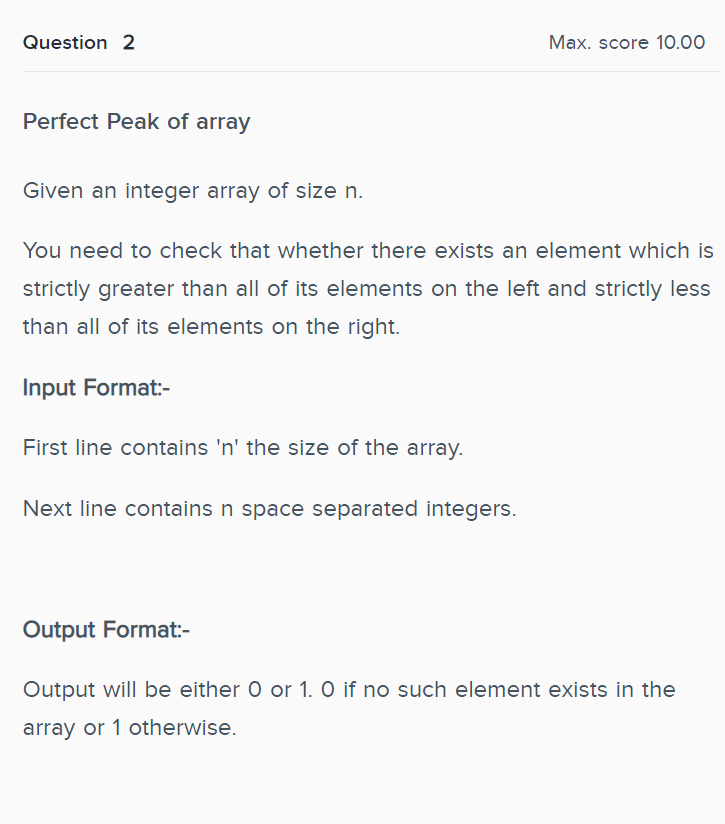 Question 2
Max. score 10.00
Perfect Peak of array
Given an integer array of size n.
You need to check that whether there exists an element which is
strictly greater than all of its elements on the left and strictly less
than all of its elements on the right.
Input Format:-
First line contains 'n' the size of the array.
Next line contains n space separated integers.
Output Format:-
Output will be either 0 or 1. 0 if no such element exists in the
array or 1 otherwise.